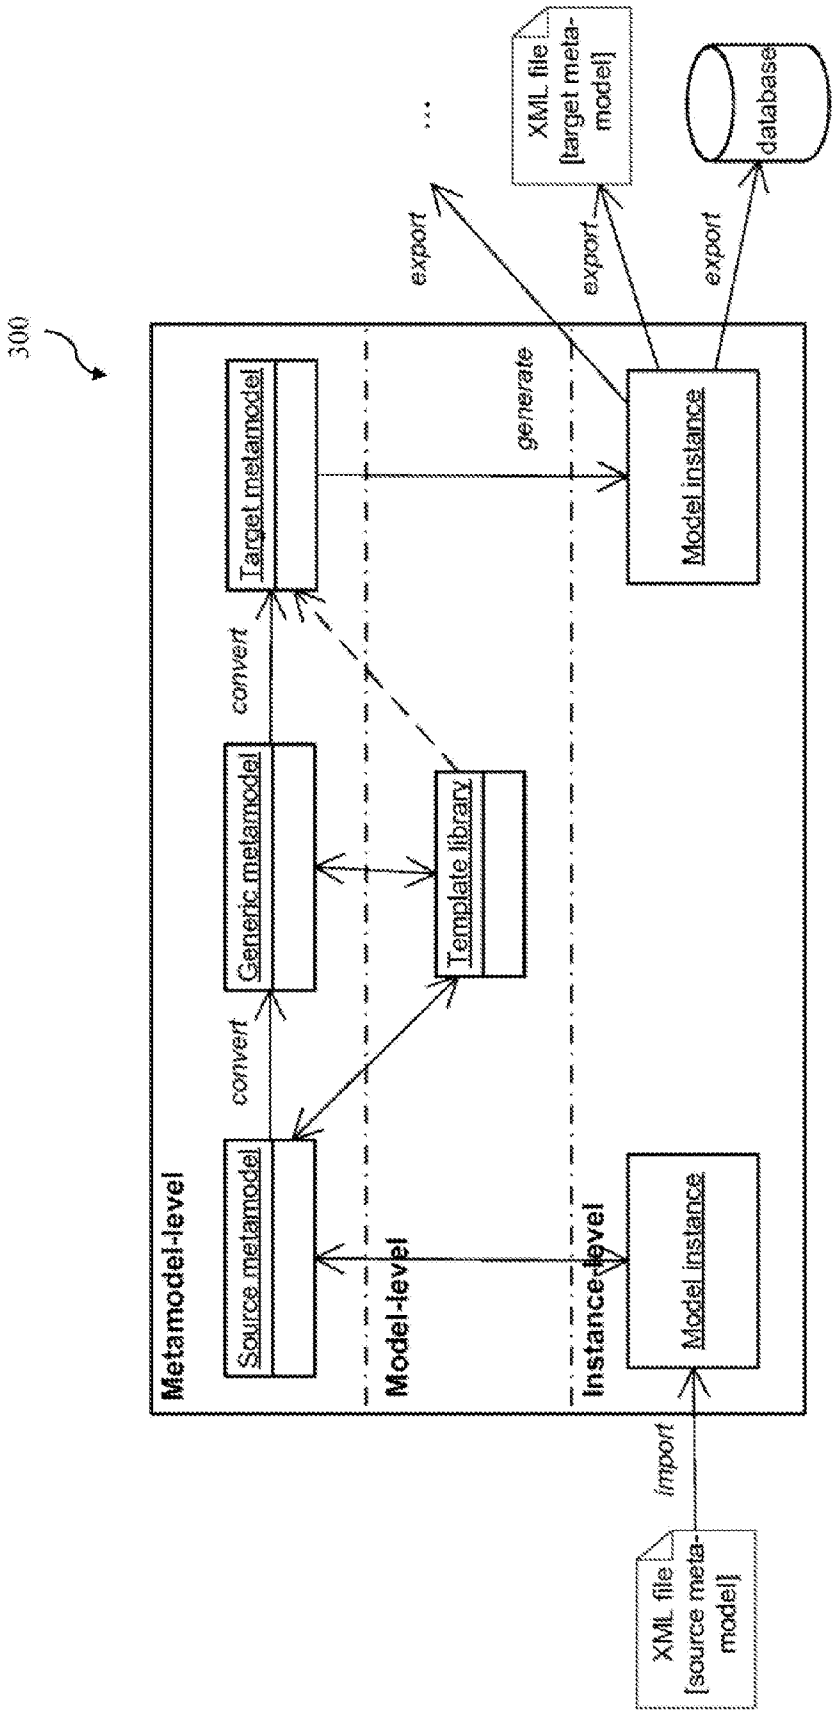 300
Metamodel-level
Source metamodel
convert
Generic metamodel
convert
Target metamodel
Model-level
Template library
generate
Instance-level
Model instance
Model instance
import
XML file
[source meta-
model]
export
...
export
XML file
[target meta-
model]
export
database